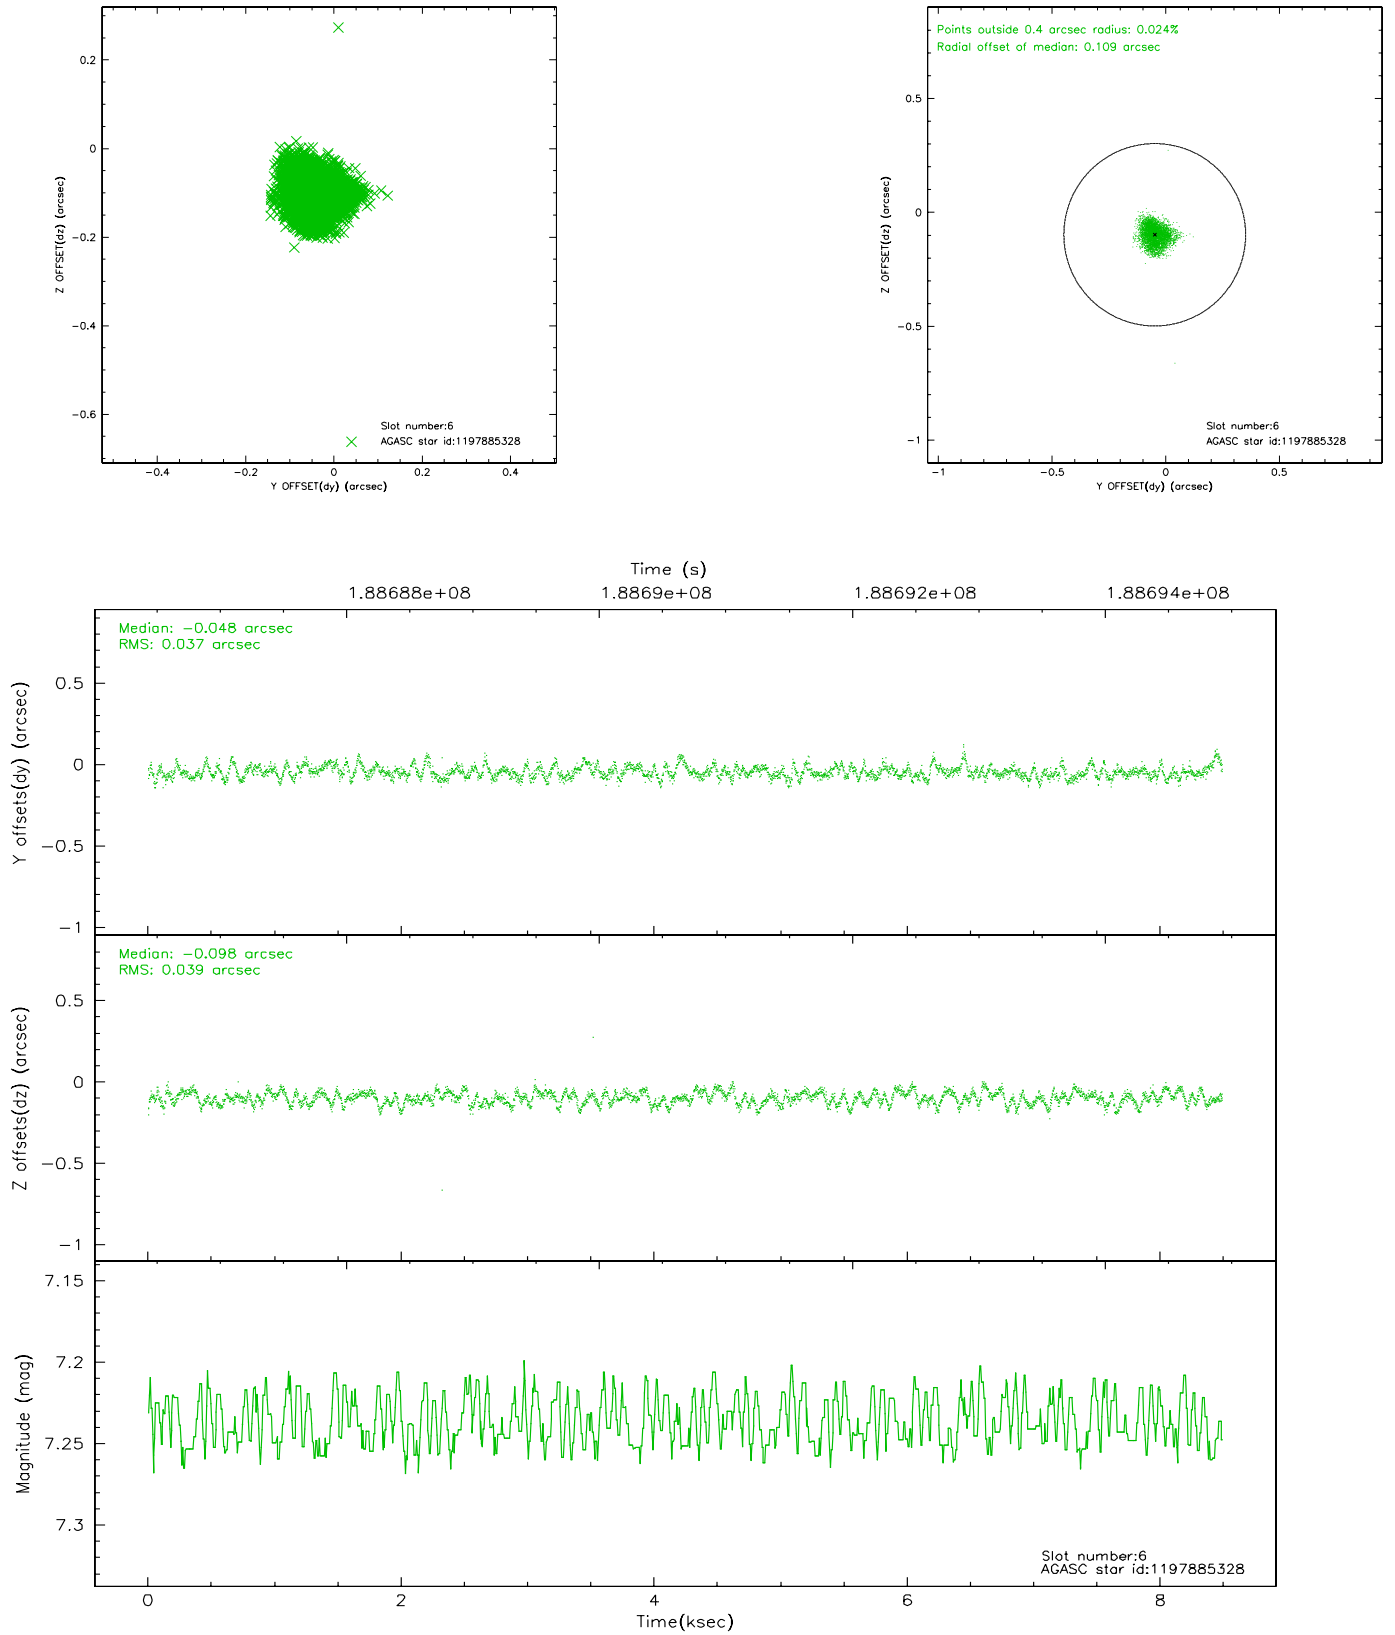 0.2
0
−0.2
−0.4
−0.6
Z OFFSET(dz) (arcsec)
Slot number:6
AGASC star id:1197885328
−0.4
−0.2
0
0.2
0.4
Y OFFSET(dy) (arcsec)
Points outside 0.4 arcsec radius: 0.024%
Radial offset of median: 0.109 arcsec
0.5
0
−0.5
−1
Z OFFSET(dz) (arcsec)
Slot number:6
AGASC star id:1197885328
−1
−0.5
0
0.5
Y OFFSET(dy) (arcsec)
Time (s)
1.88688e+08
1.8869e+08
1.88692e+08
1.88694e+08
Median: −0.048 arcsec
RMS: 0.037 arcsec
0.5
0
−0.5
−1
Y offsets(dy) (arcsec)
Median: −0.098 arcsec
RMS: 0.039 arcsec
0.5
0
−0.5
−1
Z offsets(dz) (arcsec)
7.15
7.2
7.25
7.3
Magnitude (mag)
Slot number:6
AGASC star id:1197885328
0
2
4
6
8
Time(ksec)